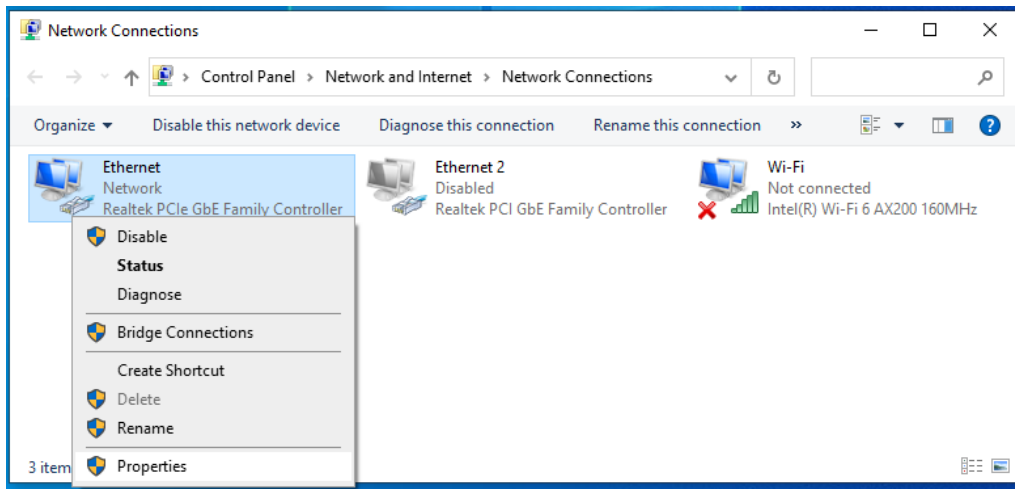 Network Connections
Control Panel > Network and Internet > Network Connections
Organize Disable this network device Diagnose this connection Rename this connection »
Ethernet
Network
Realtek PCIe GbE Family Controller
Ethernet 2
Disabled
Realtek PCI GbE Family Controller
Wi-Fi
Not connected
Intel(R) Wi-Fi 6 AX200 160MHz
Disable
Status
Diagnose
Bridge Connections
Create Shortcut
Delete
Rename
Properties
3 item